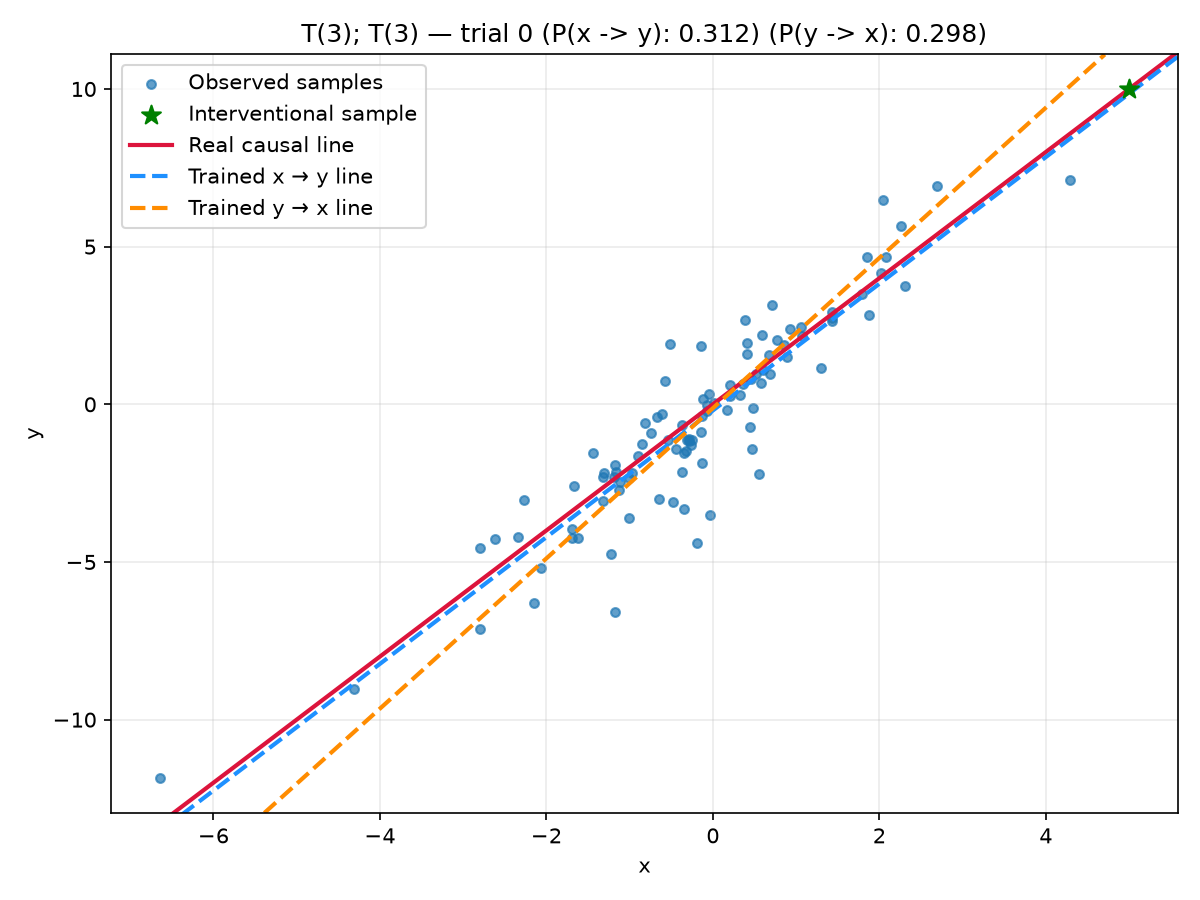 T(3); T(3) — trial 0 (P(x -> y): 0.312) (P(y -> x): 0.298)
Observed samples
Interventional sample
Real causal line
Trained x → y line
Trained y → x line
10
5
0
−5
−10
y
−6
−4
−2
0
2
4
x